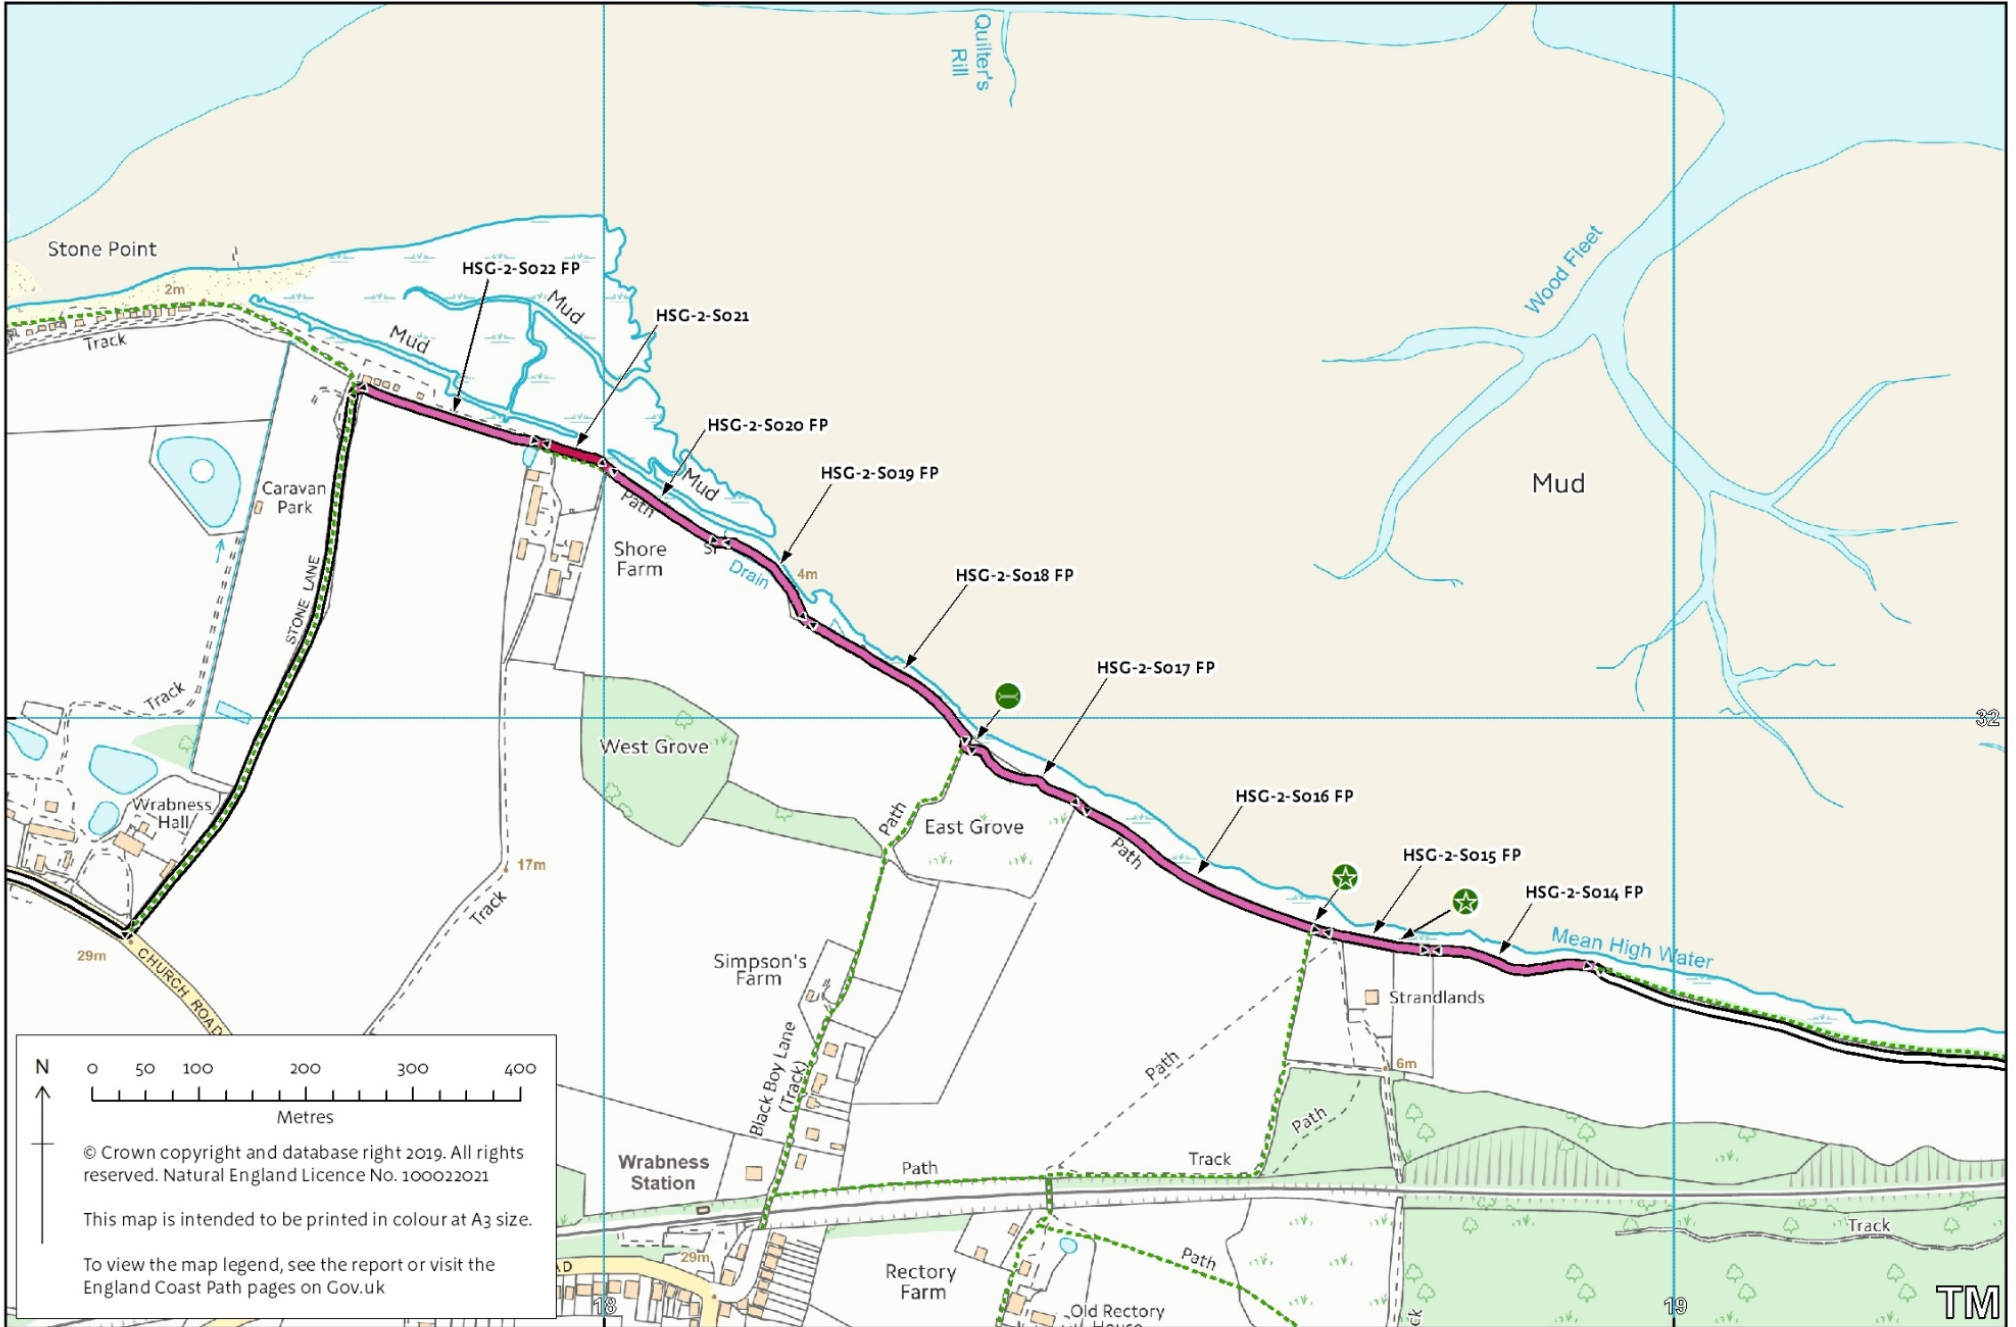 Quilter's
Rill
Stone Point
2m
HSG-2-S022 FP
Mud
HSG-2-S021
Wood Fleet
Track
Mud
HSG-2-S020 FP
HSG-2-S019 FP
Mud
Mud
Caravan
Park
Path
Shore
Farm
Drain
4m
HSG-2-S018 FP
STONE LANE
HSG-2-S017 FP
Track
32
West Grove
Wrabness
Hall
Path
East Grove
HSG-2-S016 FP
Path
17m
HSG-2-S015 FP
HSG-2-S014 FP
Track
Mean High Water
29m
CHURCH ROAD
Simpson's
Farm
Strandlands
Black Boy Lane
(Track)
Path
6m
Path
N
0 50 100 200 300 400
Metres
© Crown copyright and database right 2019. All rights
reserved. Natural England Licence No. 100022021
This map is intended to be printed in colour at A3 size.
To view the map legend, see the report or visit the
England Coast Path pages on Gov.uk
Wrabness
Station
Path
Track
Track
29m
AD
Path
Rectory
Farm
Old Rectory
House
18
19
TM